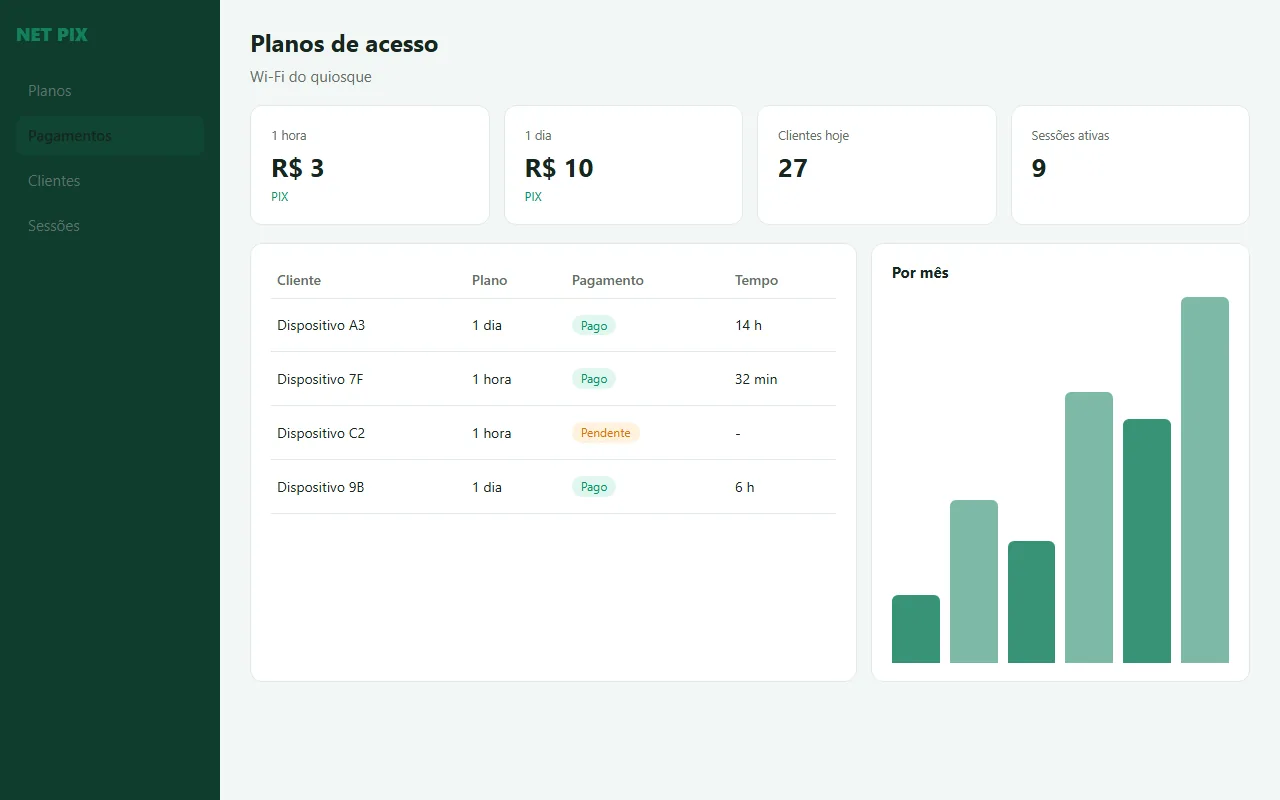 NET PIX
Planos
Pagamentos
Clientes
Sessões
Planos de acesso
Wi-Fi do quiosque
1 hora
R$ 3
PIX
1 dia
R$ 10
PIX
Clientes hoje
27
Sessões ativas
9
Cliente Plano Pagamento Tempo
Dispositivo A3 1 dia Pago 14 h
Dispositivo 7F 1 hora Pago 32 min
Dispositivo C2 1 hora Pendente -
Dispositivo 9B 1 dia Pago 6 h
Por mês